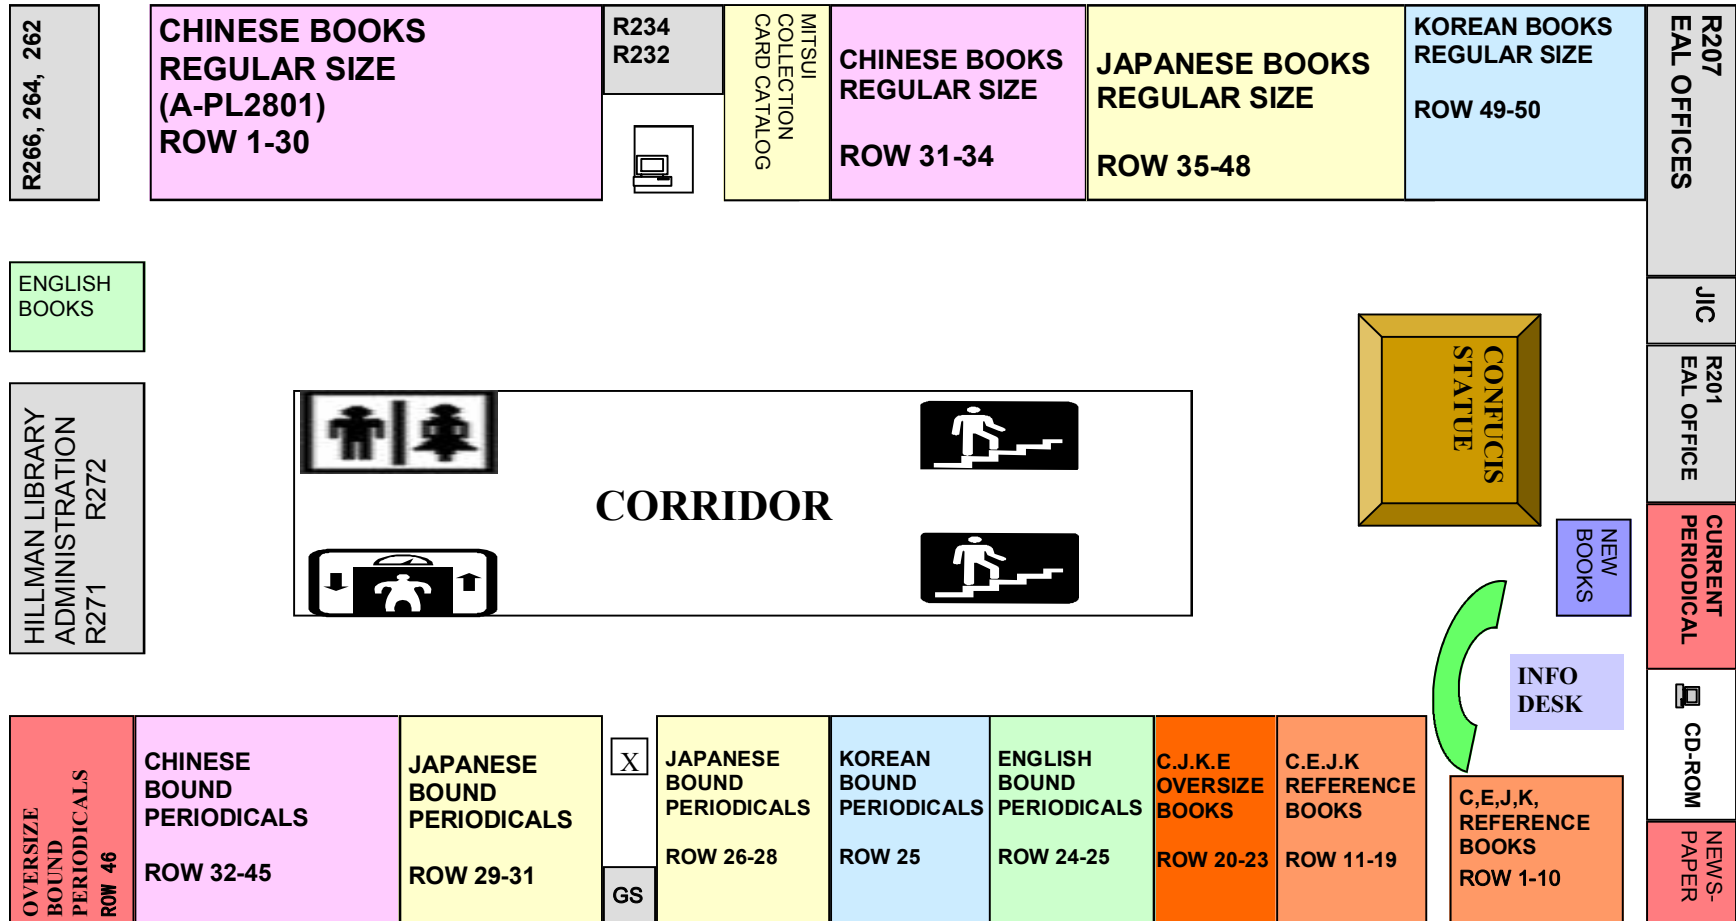 R266, 264, 262
CHINESE BOOKS
REGULAR SIZE
(A-PL2801)
ROW 1-30
R234
R232
MITSUI
COLLECTION
CARD CATALOG
CHINESE BOOKS
REGULAR SIZE
ROW 31-34
JAPANESE BOOKS
REGULAR SIZE
ROW 35-48
KOREAN BOOKS
REGULAR SIZE
ROW 49-50
R207
EAL OFFICES
ENGLISH
BOOKS
JIC
CONFUCIS
STATUE
R201
EAL OFFICE
HILLMAN LIBRARY
ADMINISTRATION
R271 R272
CORRIDOR
NEW
BOOKS
CURRENT
PERIODICAL
INFO
DESK
CD-ROM
OVERSIZE
BOUND
PERIODICALS
ROW 46
CHINESE
BOUND
PERIODICALS
ROW 32-45
JAPANESE
BOUND
PERIODICALS
ROW 29-31
X
GS
JAPANESE
BOUND
PERIODICALS
ROW 26-28
KOREAN
BOUND
PERIODICALS
ROW 25
ENGLISH
BOUND
PERIODICALS
ROW 24-25
C.J.K.E
OVERSIZE
BOOKS
ROW 20-23
C.E.J.K
REFERENCE
BOOKS
ROW 11-19
C,E,J,K,
REFERENCE
BOOKS
ROW 1-10
NEWS-
PAPER